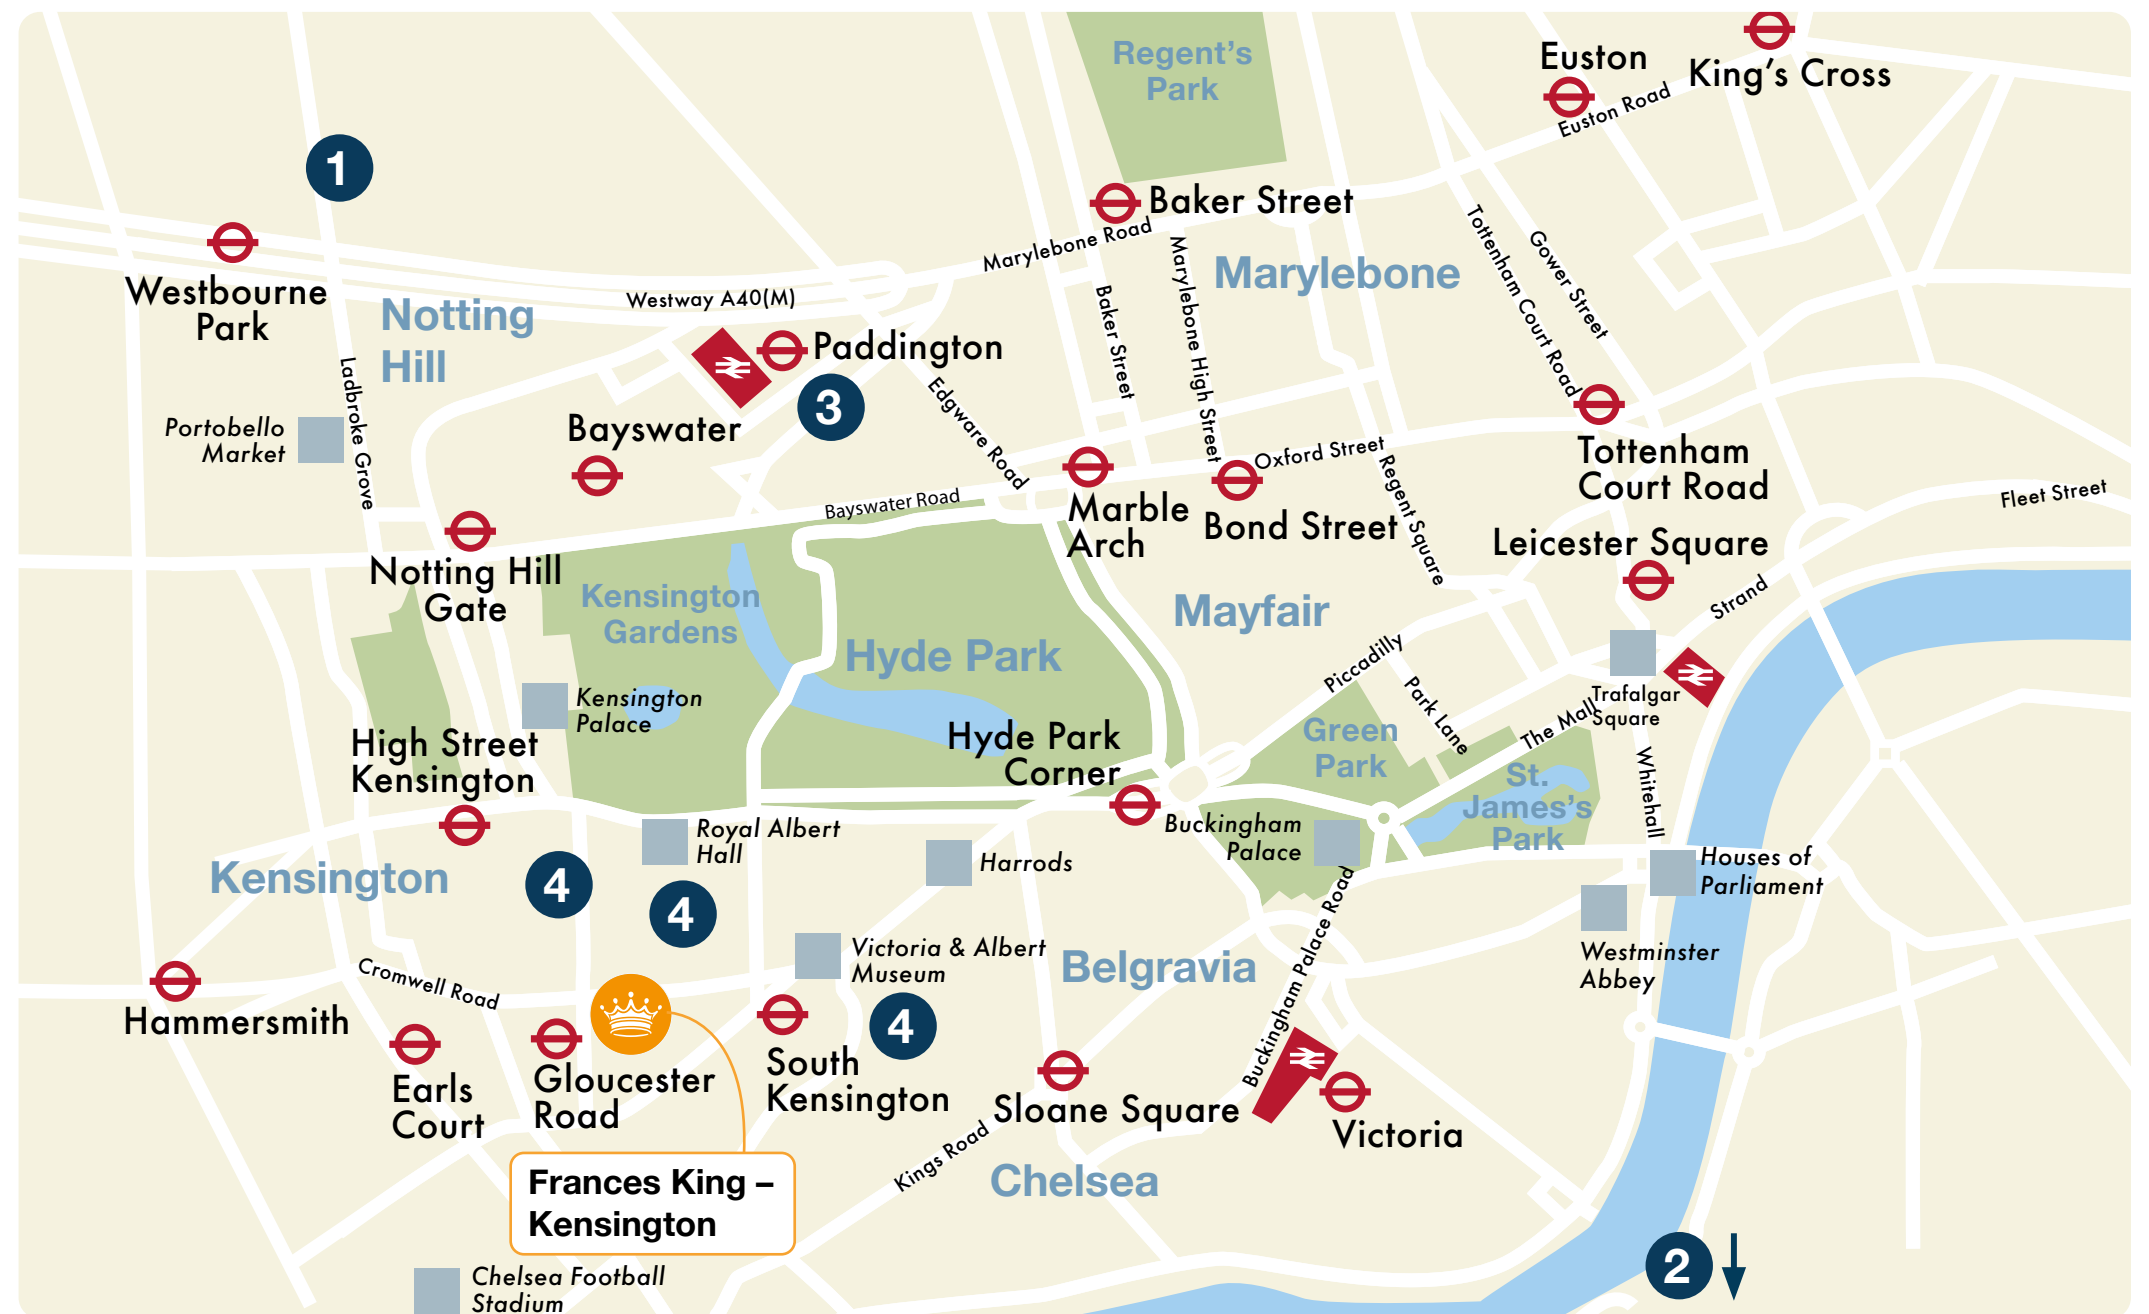 Regent's
Park
Euston
King's Cross
Euston Road
1
Baker Street
Marylebone Road
Marylebone
Westbourne
Park
Notting
Hill
Westway A40(M)
Paddington
3
Baker Street
Marylebone High Street
Tottenham Court Road
Gower Street
Ladbroke Grove
Portobello
Market
Bayswater
Edgware Road
Bayswater Road
Marble
Arch
Oxford Street
Bond Street
Regent Square
Tottenham
Court Road
Leicester Square
Fleet Street
Strand
Notting Hill
Gate
Kensington
Gardens
Hyde Park
Mayfair
Piccadilly
Park Lane
The Mall
Trafalgar
Square
Kensington
Palace
High Street
Kensington
Hyde Park
Corner
Green
Park
St.
James's
Park
Whitehall
Buckingham
Palace
Royal Albert
Hall
Harrods
Houses of
Parliament
Kensington
4
4
Victoria & Albert
Museum
4
Belgravia
Buckingham Palace Road
Westminster
Abbey
Cromwell Road
Hammersmith
Earls
Court
Gloucester
Road
South
Kensington
Sloane Square
Victoria
Kings Road
Chelsea
Frances King –
Kensington
2
Chelsea Football
Stadium